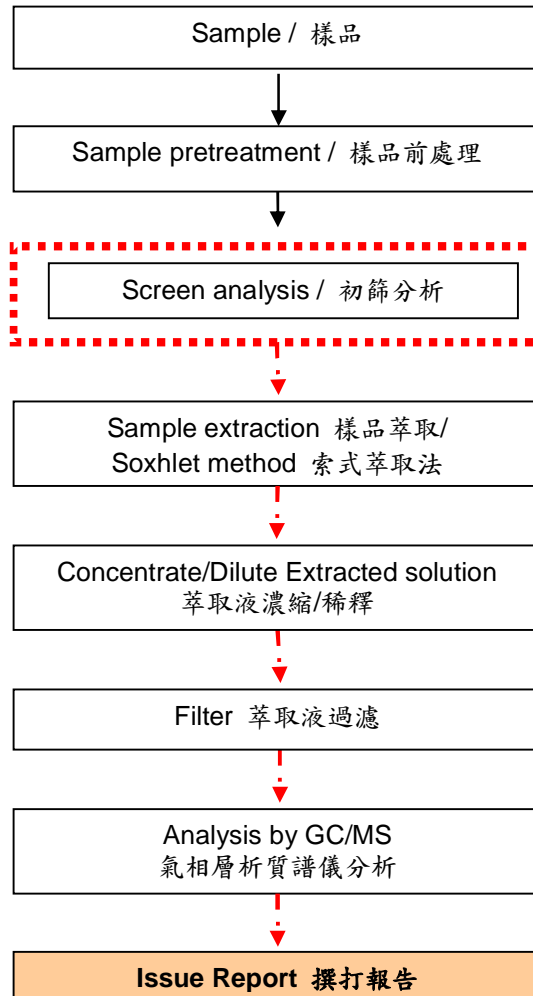 Sample / 樣品
Sample pretreatment / 樣品前處理
Screen analysis / 初篩分析
Sample extraction 樣品萃取/
Soxhlet method 索式萃取法
Concentrate/Dilute Extracted solution
萃取液濃縮/稀釋
Filter 萃取液過濾
Analysis by GC/MS
氣相層析質譜儀分析
Issue Report 撰打報告